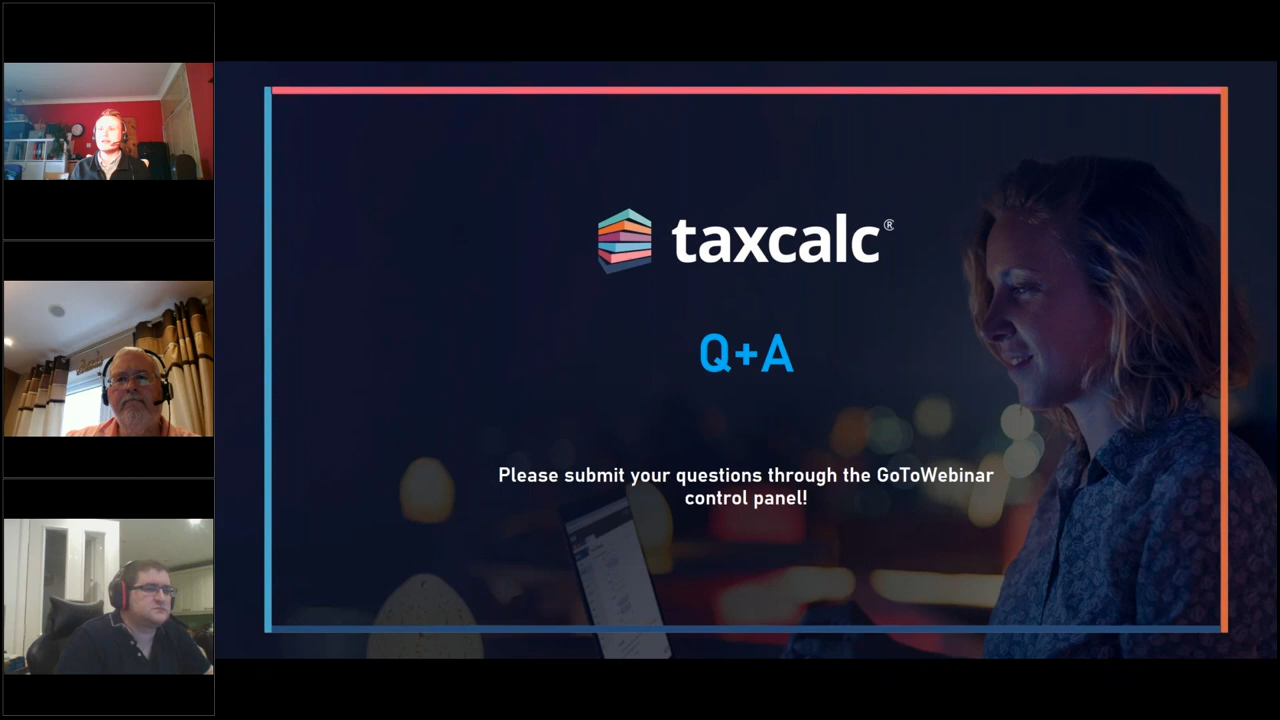 taxcalc®
Q+A
Please submit your questions through the GoToWebinar
control panel!